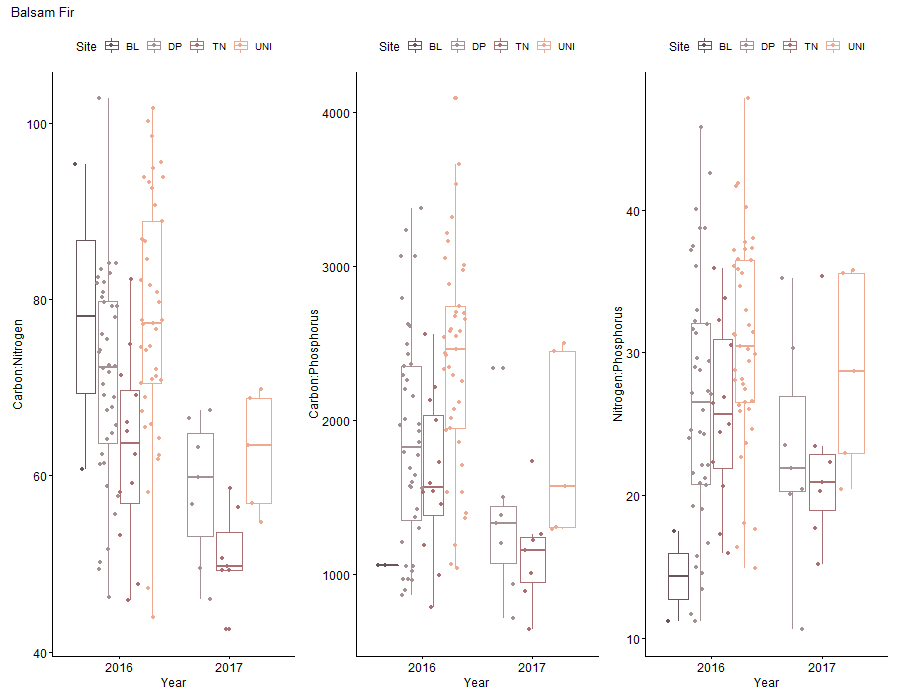 Balsam Fir
Site BL DP TN UNI
Site BL DP TN UNI
Site BL DP TN UNI
Carbon:Nitrogen
100
80
60
40
2016 2017
Year
Carbon:Phosphorus
4000
3000
2000
1000
2016 2017
Year
Nitrogen:Phosphorus
40
30
20
10
2016 2017
Year